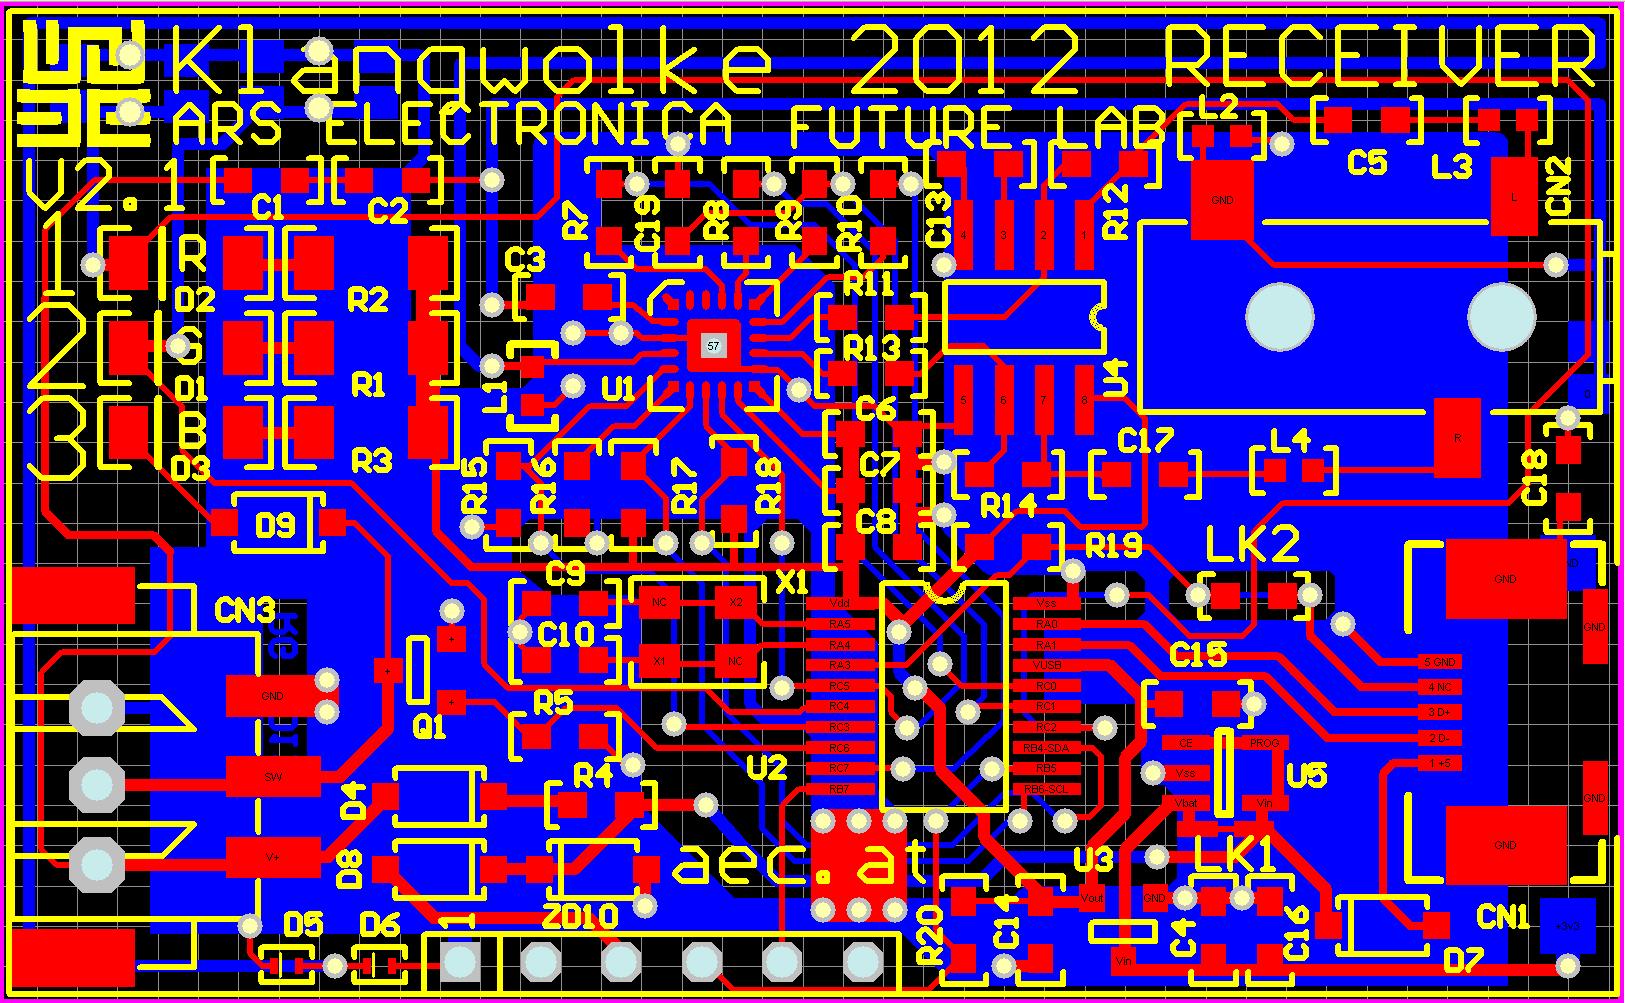 Klangwolke 2012 RECEIVER
ARS ELECTRONICA FUTURE LAB
V2.1
L2
C5
L3
CN2
C1
C2
R7
C19
R8
R9
R10
C13
4
3
2
1
R12
GND
L
1
R
D2
R2
C3
R11
57
2
G
D1
R1
L1
U1
R13
U4
C6
5
6
7
8
R
3
B
D3
R3
R15
R16
R17
R18
C7
R14
C17
L4
C18
D9
C8
R19
LK2
CN3
C9
X1
NC
X2
X1
NC
C10
Vdd
RA5
RA4
RA3
RC5
RC4
RC3
RC6
RC7
RB7
Vss
RA0
RA1
VUSB
RC0
RC1
RC2
RB4-SDA
RB5
RB6-SCL
C15
GND
GND
5 GND
4 NC
3 D+
2 D-
1 +5
GND
GND
GND
SW
V+
+
+
+
Q1
R5
U2
R4
D4
D8
CE
PROG
Vss
Vbat
Vin
U5
aec.at
U3
LK1
Vout
GND
Vin
D5
D6
1
ZD10
R20
C14
C4
C16
D7
CN1
+3v3